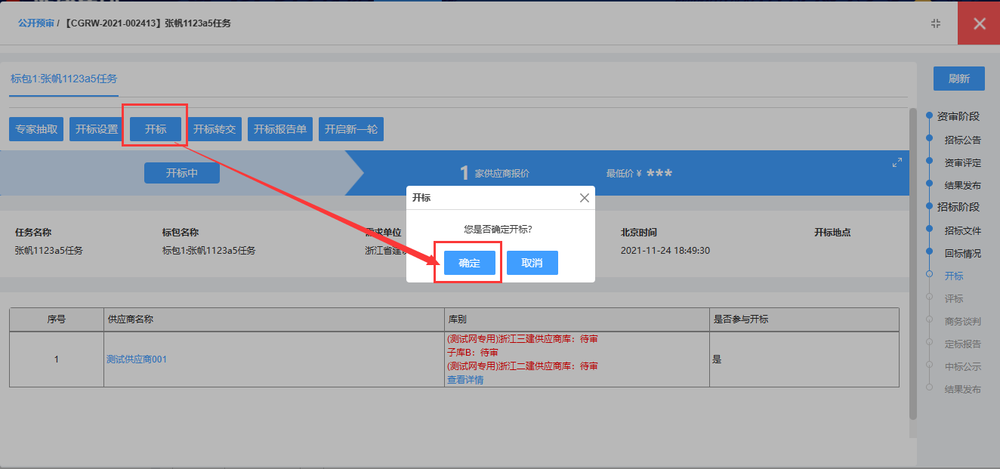 公开预审 / 【CGRW-2021-002413】张帆1123a5任务
标包1:张帆1123a5任务
刷新
专家抽取 开标设置 开标 开标转交 开标报告单 开启新一轮
开标中 1 家供应商报价 最低价 ¥ ***
开标
您是否确定开标?
确定 取消
任务名称 标包名称 需求单位 北京时间 开标地点
张帆1123a5任务 标包1:张帆1123a5任务 浙江省建 2021-11-24 18:49:30
序号 供应商名称 库别 是否参与开标
1 测试供应商001 (测试网专用)浙江三建供应商库：待审 是
子库B：待审
(测试网专用)浙江二建供应商库：待审
查看详情
资审阶段
招标公告
资审评定
结果发布
招标阶段
招标文件
回标情况
开标
评标
商务谈判
定标报告
中标公示
结果发布